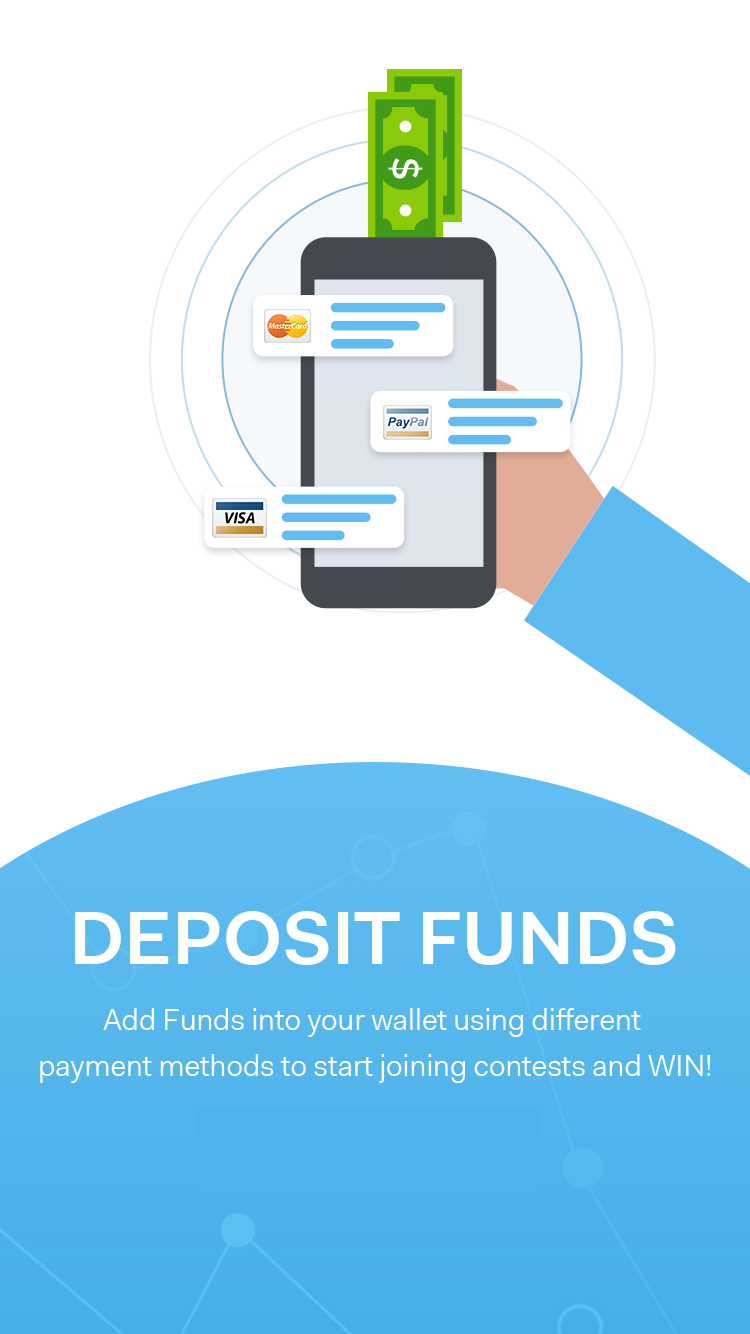 $
MasterCard
PayPal
VISA
DEPOSIT FUNDS
Add Funds into your wallet using different
payment methods to start joining contests and WIN!